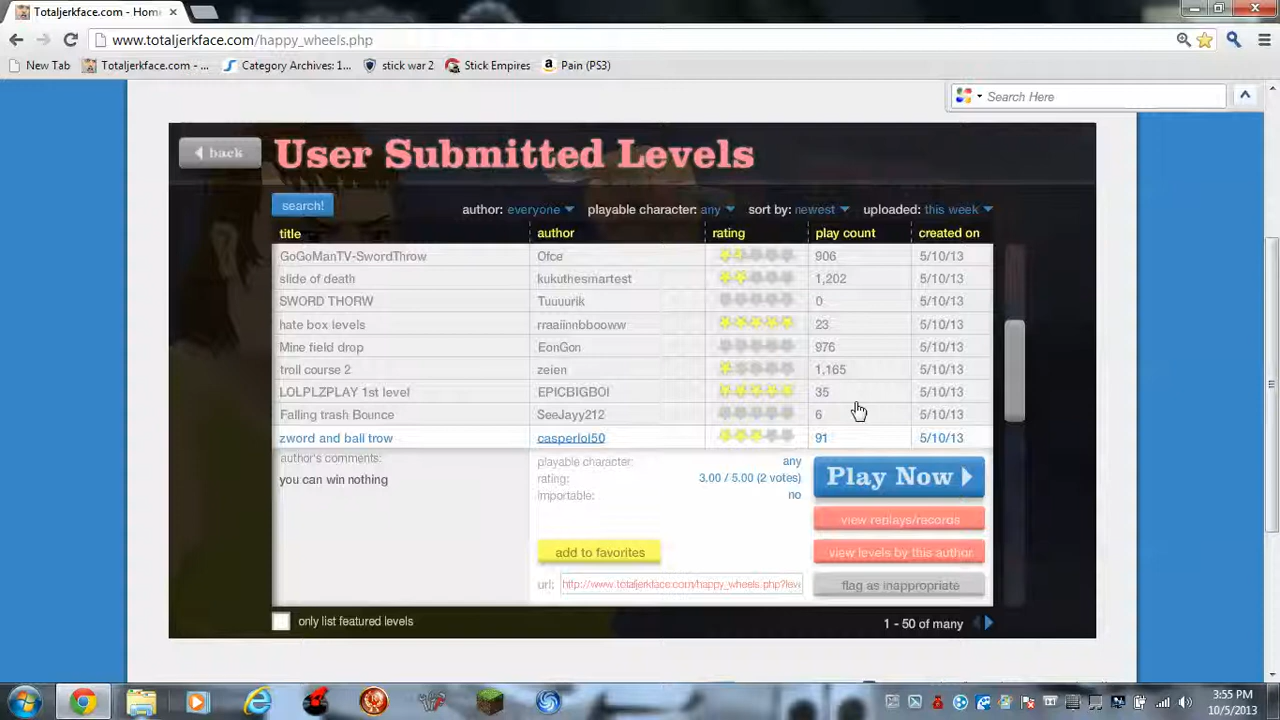 Totaljerkface.com - Hom
www.totaljerkface.com/happy_wheels.php
New Tab Totaljerkface.com - ... Category Archives: 1... stick war 2 Stick Empires Pain (PS3)
Search Here
back User Submitted Levels
search! author: everyone playable character: any sort by: newest uploaded: this week
title author rating play count created on
GoGoManTV-SwordThrow Ofce 906 5/10/13
slide of death kukuthesmartest 1,202 5/10/13
SWORD THORW Tuuuurik 0 5/10/13
hate box levels rraaiinnbbooww 23 5/10/13
Mine field drop EonGon 976 5/10/13
troll course 2 zeien 1,165 5/10/13
LOLPLZPLAY 1st level EPICBIGBOI 35 5/10/13
Falling trash Bounce SeeJayy212 6 5/10/13
zword and ball trow casperlol50 91 5/10/13
author's comments: playable character: any
you can win nothing rating: 3.00 / 5.00 (2 votes) Play Now
importable: no
view replays/records
add to favorites view levels by this author
url: http://www.totaljerkface.com/happy_wheels.php?leve flag as inappropriate
only list featured levels 1 - 50 of many
3:55 PM
10/5/2013